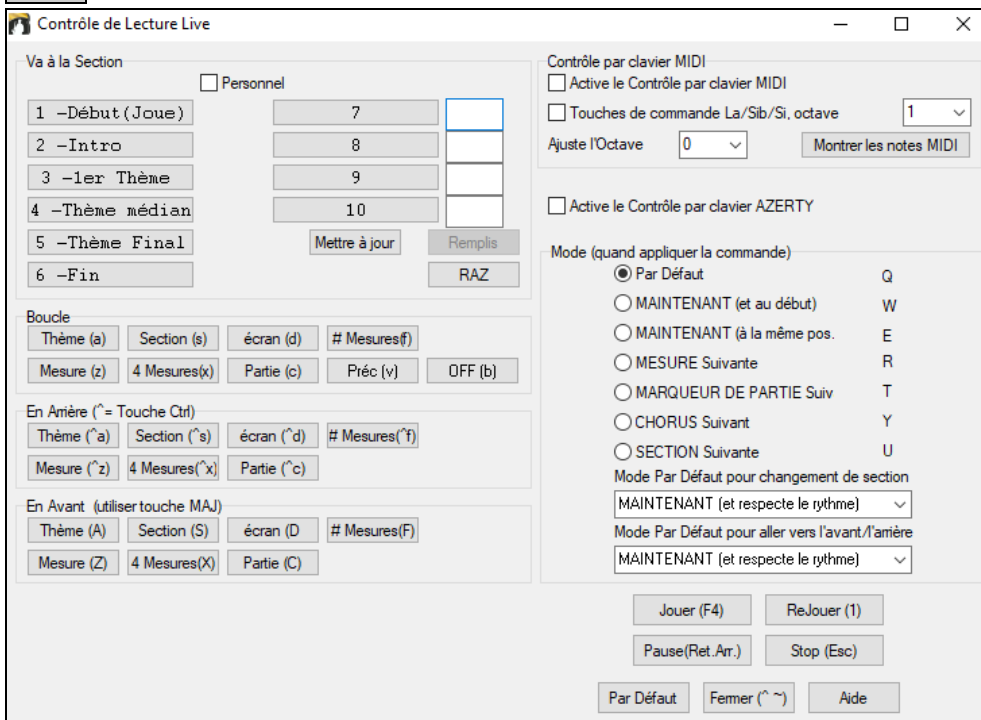 Contrôle de Lecture Live
Va à la Section
Personnel
1 -Début(Joue)
7
2 -Intro
8
3 -1er Thème
9
4 -Thème médian
10
5 -Thème Final
Mettre à jour
Remplis
6 -Fin
RAZ
Boucle
Thème (a)
Section (s)
écran (d)
# Mesures(f)
Mesure (z)
4 Mesures(x)
Partie (c)
Préc (v)
OFF (b)
En Arrière (^= Touche Ctrl)
Thème (^a)
Section (^s)
écran (^d)
# Mesures(^f)
Mesure (^z)
4 Mesures(^x)
Partie (^c)
En Avant (utiliser touche MAJ)
Thème (A)
Section (S)
écran (D
# Mesures(F)
Mesure (Z)
4 Mesures(X)
Partie (C)
Contrôle par clavier MIDI
Active le Contrôle par clavier MIDI
Touches de commande La/Sib/Si, octave
1
Ajuste l'Octave
0
Montrer les notes MIDI
Active le Contrôle par clavier AZERTY
Mode (quand appliquer la commande)
Par Défaut Q
MAINTENANT (et au début) W
MAINTENANT (à la même pos. E
MESURE Suivante R
MARQUEUR DE PARTIE Suiv T
CHORUS Suivant Y
SECTION Suivante U
Mode Par Défaut pour changement de section
MAINTENANT (et respecte le rythme)
Mode Par Défaut pour aller vers l'avant/l'arrière
MAINTENANT (et respecte le rythme)
Jouer (F4)
ReJouer (1)
Pause(Ret.Arr.)
Stop (Esc)
Par Défaut
Fermer (^ ~)
Aide